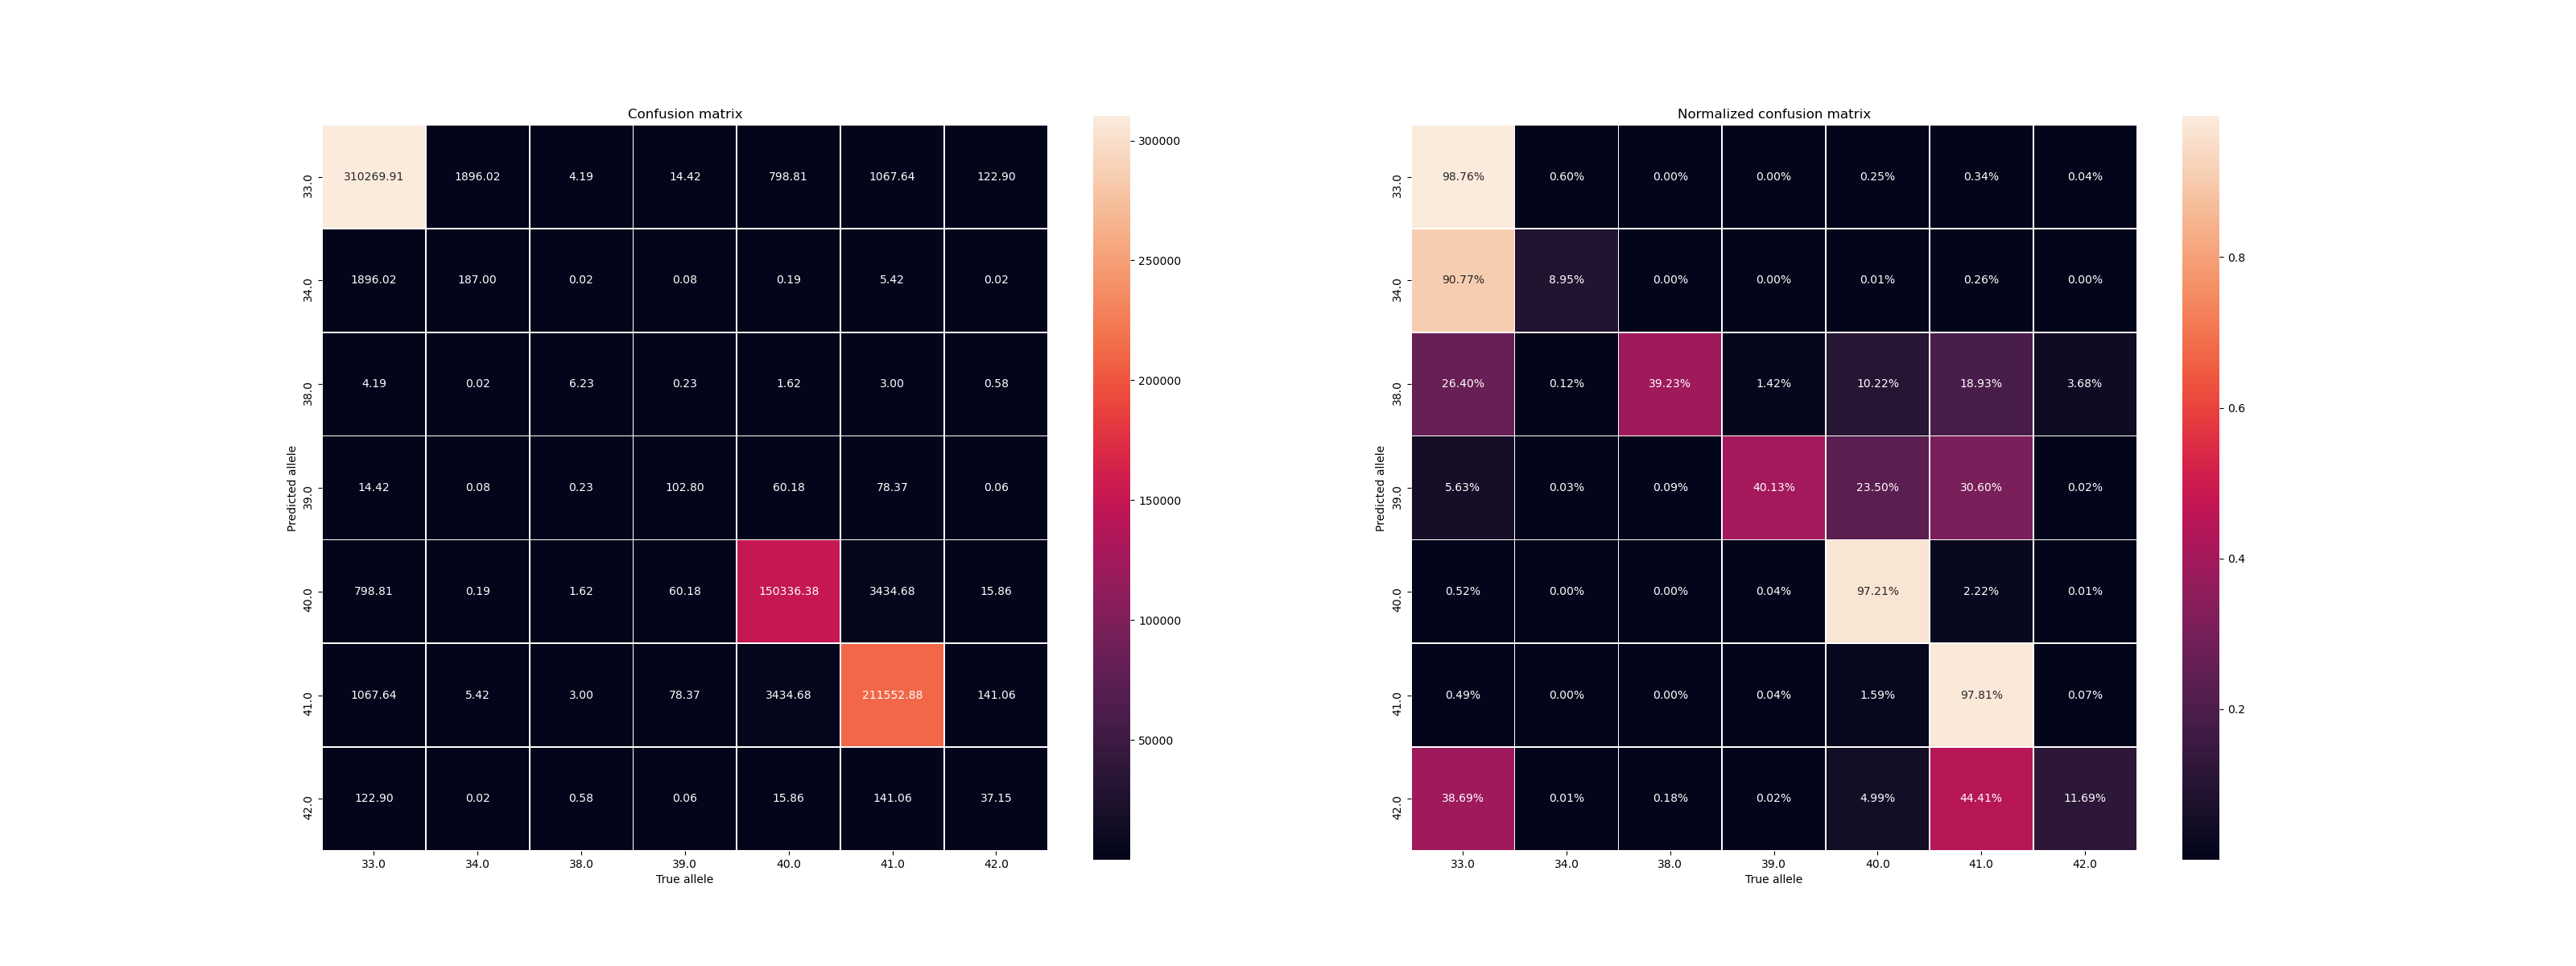 Confusion matrix
33.0 310269.91 1896.02 4.19 14.42 798.81 1067.64 122.90
34.0 1896.02 187.00 0.02 0.08 0.19 5.42 0.02
38.0 4.19 0.02 6.23 0.23 1.62 3.00 0.58
39.0 14.42 0.08 0.23 102.80 60.18 78.37 0.06
40.0 798.81 0.19 1.62 60.18 150336.38 3434.68 15.86
41.0 1067.64 5.42 3.00 78.37 3434.68 211552.88 141.06
42.0 122.90 0.02 0.58 0.06 15.86 141.06 37.15
33.0 34.0 38.0 39.0 40.0 41.0 42.0
True allele
Predicted allele
300000
250000
200000
150000
100000
50000
Normalized confusion matrix
33.0 98.76% 0.60% 0.00% 0.00% 0.25% 0.34% 0.04%
34.0 90.77% 8.95% 0.00% 0.00% 0.01% 0.26% 0.00%
38.0 26.40% 0.12% 39.23% 1.42% 10.22% 18.93% 3.68%
39.0 5.63% 0.03% 0.09% 40.13% 23.50% 30.60% 0.02%
40.0 0.52% 0.00% 0.00% 0.04% 97.21% 2.22% 0.01%
41.0 0.49% 0.00% 0.00% 0.04% 1.59% 97.81% 0.07%
42.0 38.69% 0.01% 0.18% 0.02% 4.99% 44.41% 11.69%
33.0 34.0 38.0 39.0 40.0 41.0 42.0
True allele
Predicted allele
0.8
0.6
0.4
0.2